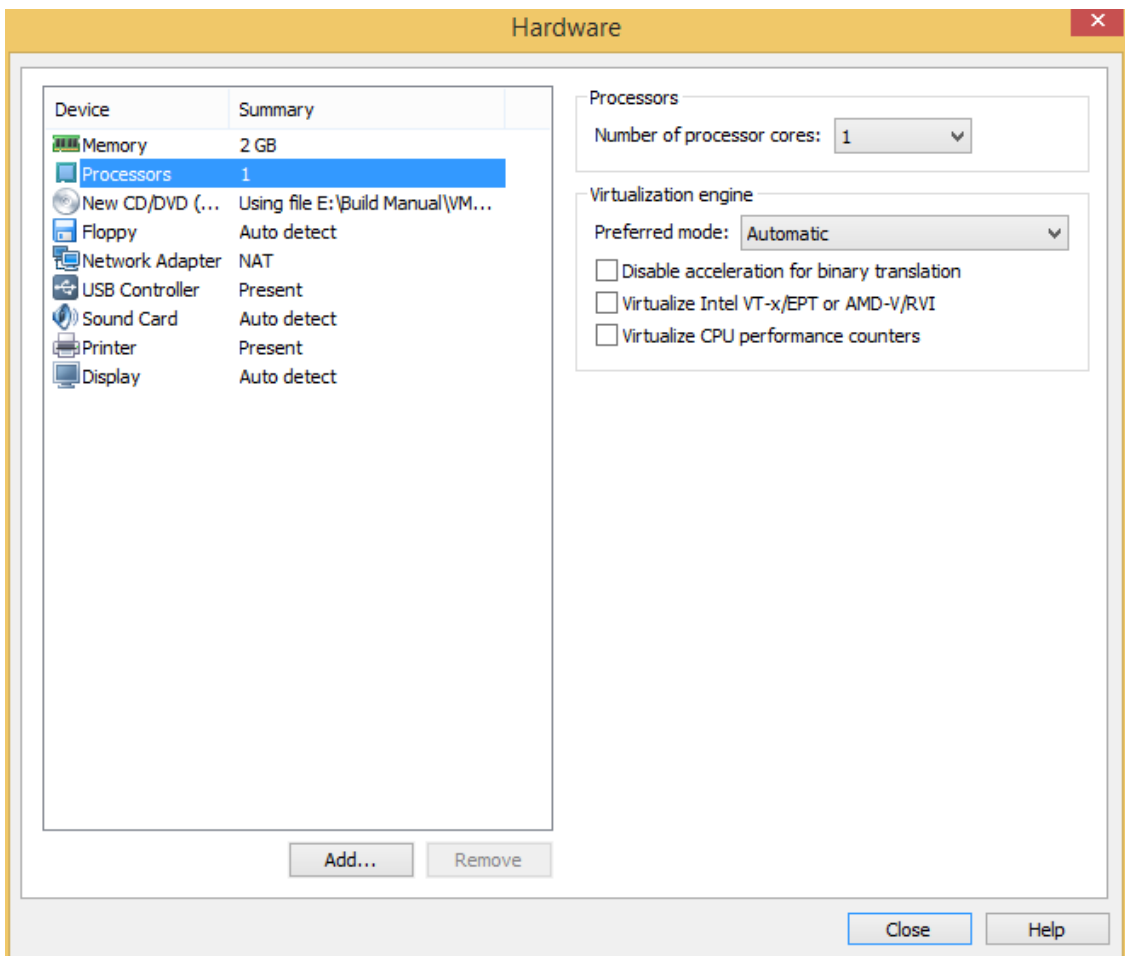 Hardware
Device Summary
Memory 2 GB
Processors 1
New CD/DVD (... Using file E:\Build Manual\VM...
Floppy Auto detect
Network Adapter NAT
USB Controller Present
Sound Card Auto detect
Printer Present
Display Auto detect
Add... Remove
Processors
Number of processor cores: 1
Virtualization engine
Preferred mode: Automatic
Disable acceleration for binary translation
Virtualize Intel VT-x/EPT or AMD-V/RVI
Virtualize CPU performance counters
Close Help